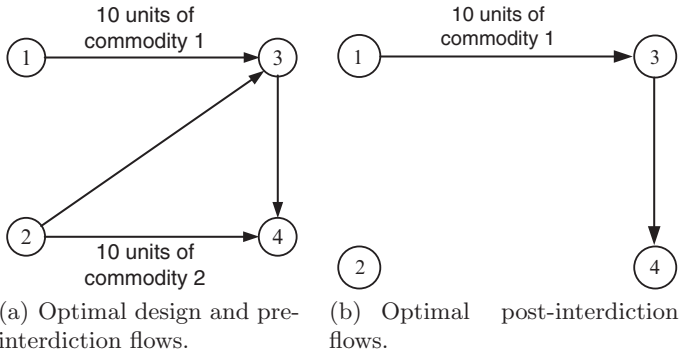 10 units of
commodity 1
1
3
2
4
10 units of
commodity 2
(a) Optimal design and pre-
interdiction flows.
10 units of
commodity 1
1
3
2
4
(b) Optimal post-interdiction
flows.